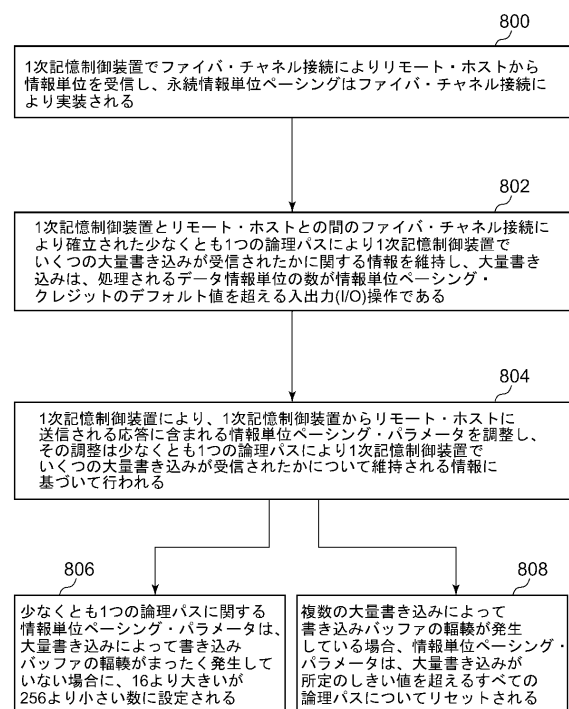 800
1次記憶制御装置でファイバ・チャネル接続によりリモート・ホストから
情報単位を受信し、永続情報単位ペーシングはファイバ・チャネル接続に
より実装される
802
1次記憶制御装置とリモート・ホストとの間のファイバ・チャネル接続に
より確立された少なくとも1つの論理パスにより1次記憶制御装置で
いくつの大量書き込みが受信されたかに関する情報を維持し、大量書き
込みは、処理されるデータ情報単位の数が情報単位ペーシング・
クレジットのデフォルト値を超える入出力(I/O)操作である
804
1次記憶制御装置により、1次記憶制御装置からリモート・ホストに
送信される応答に含まれる情報単位ペーシング・パラメータを調整し、
その調整は少なくとも1つの論理パスにより1次記憶制御装置で
いくつの大量書き込みが受信されたかについて維持される情報に
基づいて行われる
806
少なくとも1つの論理パスに関する
情報単位ペーシング・パラメータは、
大量書き込みによって書き込み
バッファの輻輳がまったく発生して
いない場合に、16より大きいが
256より小さい数に設定される
808
複数の大量書き込みによって
書き込みバッファの輻輳が発生
している場合、情報単位ペーシング・
パラメータは、大量書き込みが
所定のしきい値を超えるすべての
論理パスについてリセットされる